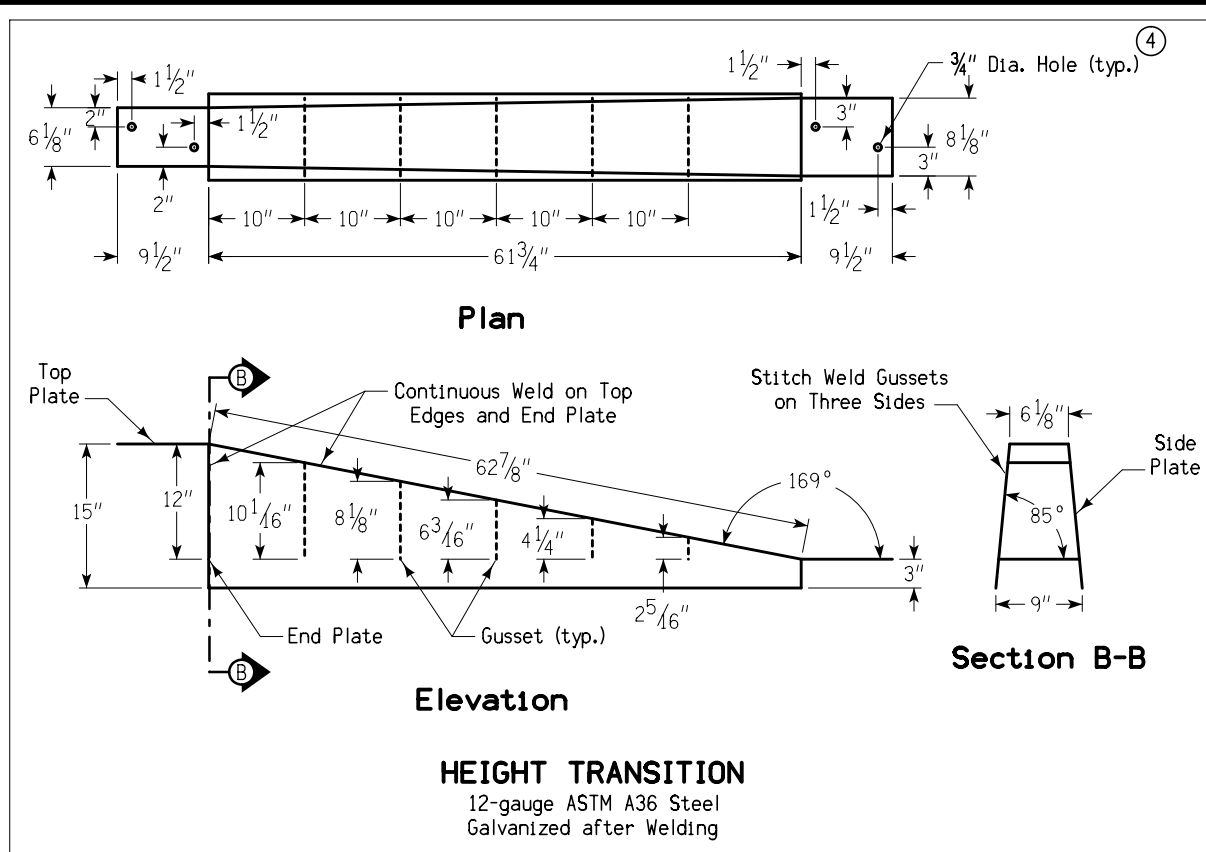 4
1 1/2"
1 1/2"
3/4" Dia. Hole (typ.)
2"
1 1/2"
3"
6 1/8"
8 1/8"
2"
3"
10"
10"
10"
10"
10"
1 1/2"
9 1/2"
61 3/4"
9 1/2"
Plan
Top
Plate
B
Continuous Weld on Top
Edges and End Plate
Stitch Weld Gussets
on Three Sides
6 1/8"
Side
Plate
62 7/8"
169°
15"
12"
10 1/16"
8 1/8"
6 3/16"
4 1/4"
85°
3"
2 5/16"
9"
End Plate
Gusset (typ.)
B
Section B-B
Elevation
HEIGHT TRANSITION
12-gauge ASTM A36 Steel
Galvanized after Welding